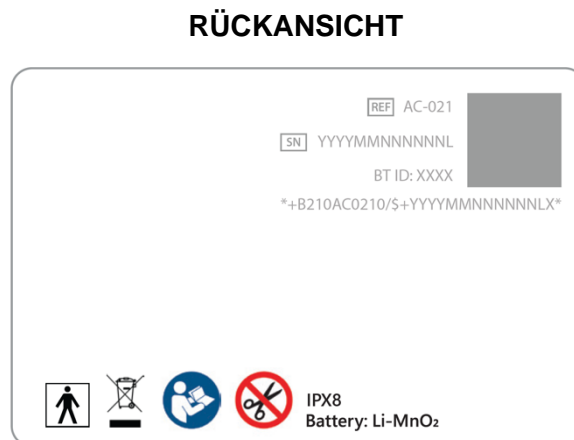 RÜCKANSICHT
REF AC-021
SN YYYYMMNNNNNNL
BT ID: XXXX
*+B210AC0210/$+YYYYMMNNNNNNLX*
IPX8
Battery: Li-MnO₂